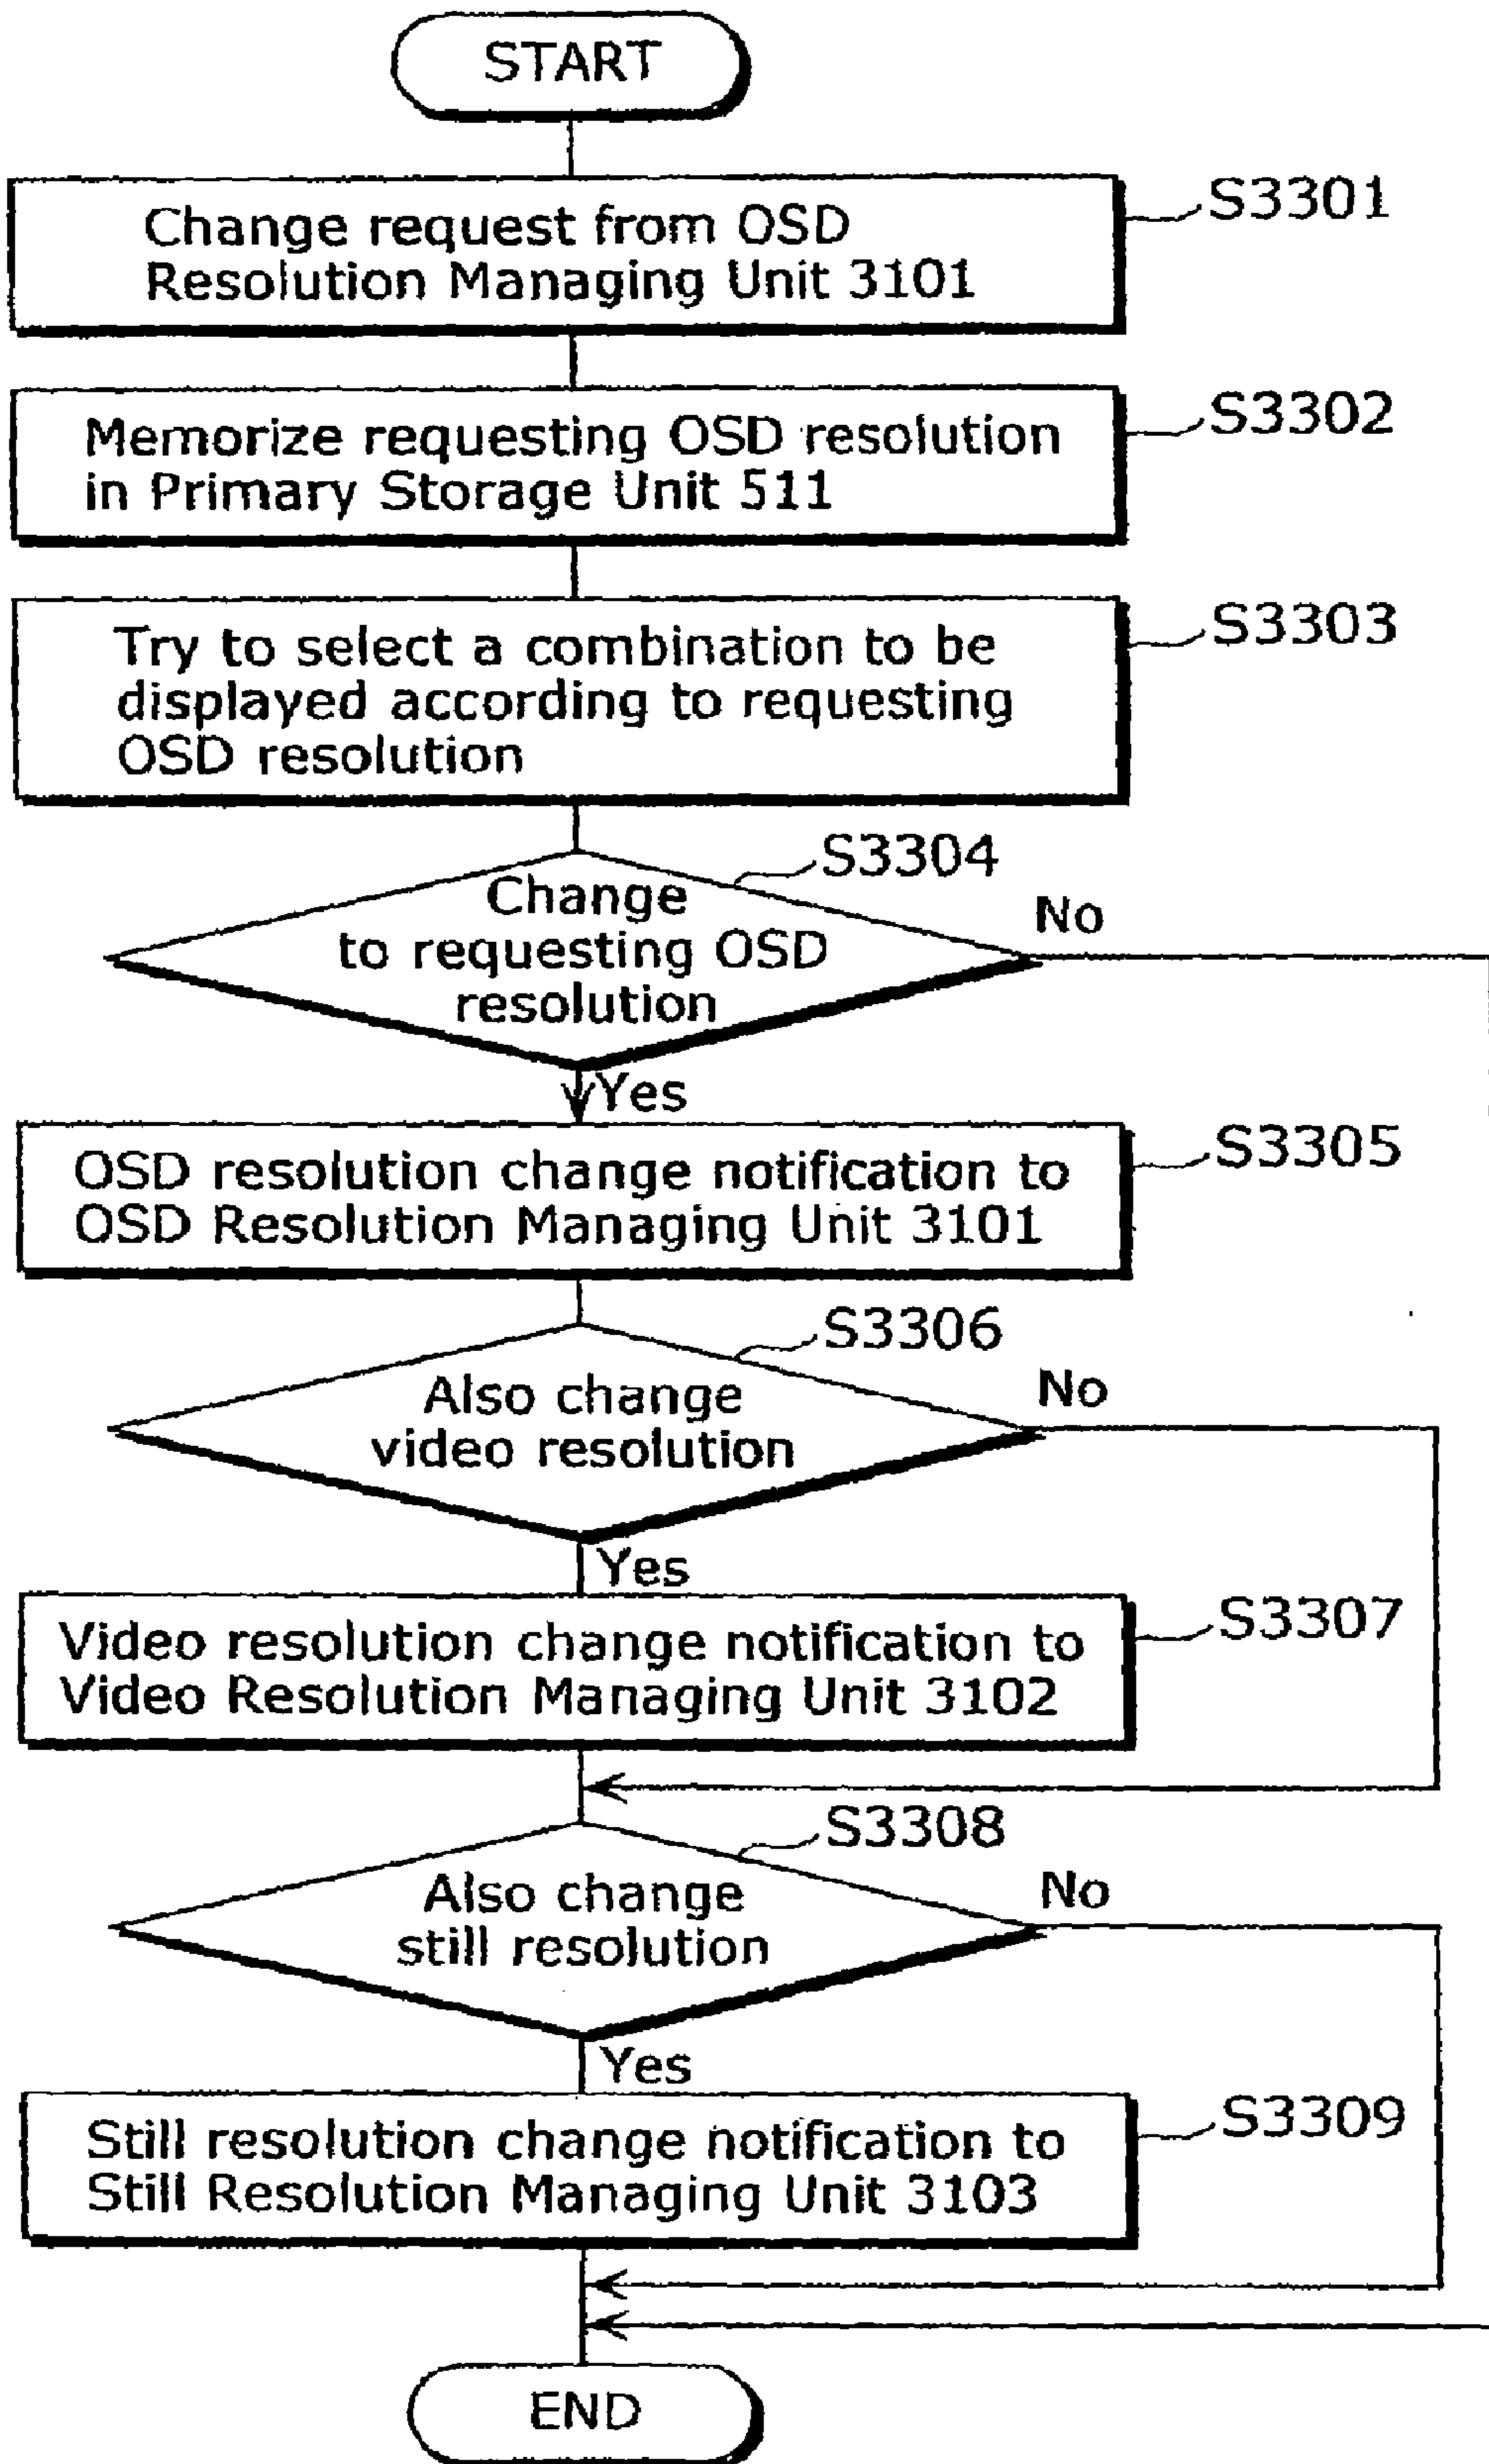 START
Change request from OSD
Resolution Managing Unit 3101
S3301
Memorize requesting OSD resolution
in Primary Storage Unit 511
S3302
Try to select a combination to be
displayed according to requesting
OSD resolution
S3303
S3304
Change
to requesting OSD
resolution
No
Yes
OSD resolution change notification to
OSD Resolution Managing Unit 3101
S3305
S3306
Also change
video resolution
No
Yes
Video resolution change notification to
Video Resolution Managing Unit 3102
S3307
S3308
Also change
still resolution
No
Yes
Still resolution change notification to
Still Resolution Managing Unit 3103
S3309
END